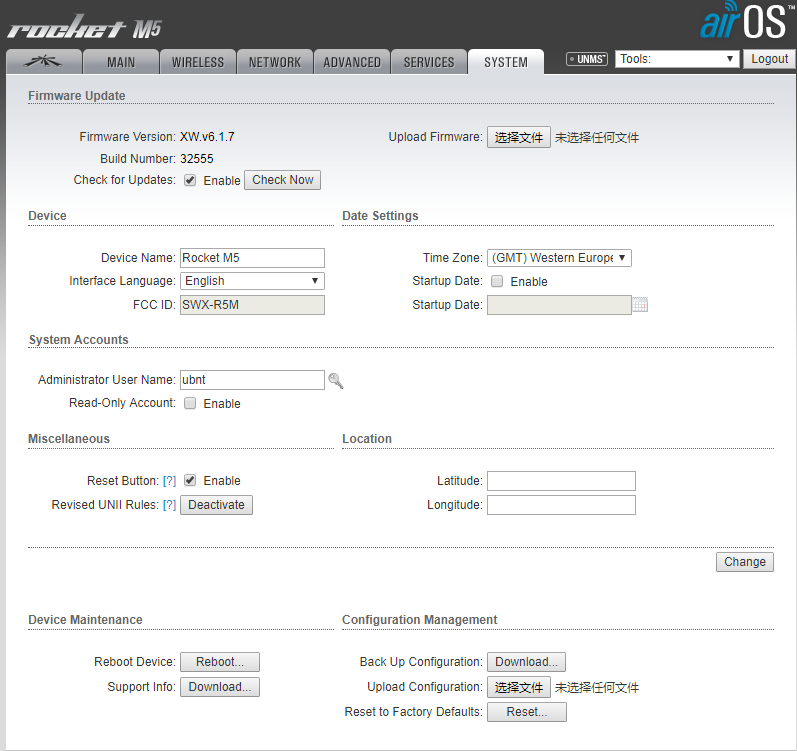 rocket M5
airOS™
MAIN WIRELESS NETWORK ADVANCED SERVICES SYSTEM UNMS™ Tools: Logout
Firmware Update
Firmware Version: XW.v6.1.7 Upload Firmware: 选择文件 未选择任何文件
Build Number: 32555
Check for Updates: Enable Check Now
Device Date Settings
Device Name: Rocket M5 Time Zone: (GMT) Western Europe
Interface Language: English Startup Date: Enable
FCC ID: SWX-R5M Startup Date:
System Accounts
Administrator User Name: ubnt
Read-Only Account: Enable
Miscellaneous Location
Reset Button: [?] Enable Latitude:
Revised UNII Rules: [?] Deactivate Longitude:
Change
Device Maintenance Configuration Management
Reboot Device: Reboot... Back Up Configuration: Download...
Support Info: Download... Upload Configuration: 选择文件 未选择任何文件
Reset to Factory Defaults: Reset...